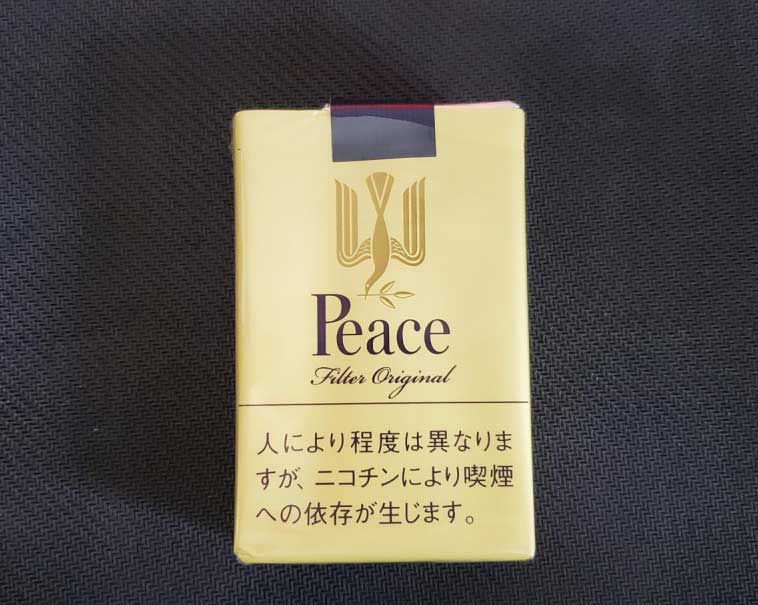 Peace
Filter Original
人により程度は異なりま
すが、ニコチンにより喫煙
への依存が生じます。